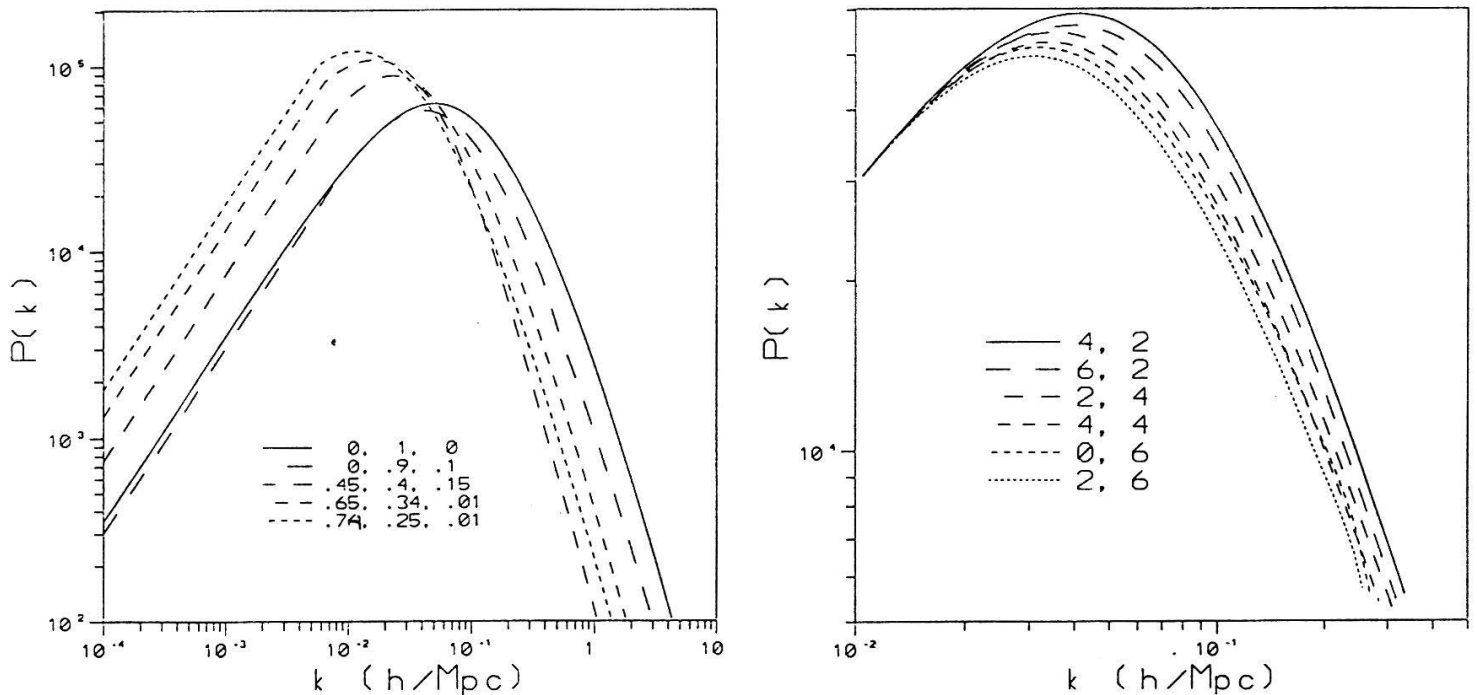 P(k)
10⁵
10⁴
10³
10²
0, 1, 0
0, .9, .1
.45, .4, .15
.65, .34, .01
.74, .25, .01
10⁻⁴ 10⁻³ 10⁻² 10⁻¹ 1 10
k (h/Mpc)
P(k)
10⁴
4, 2
6, 2
2, 4
4, 4
0, 6
2, 6
10⁻² 10⁻¹
k (h/Mpc)